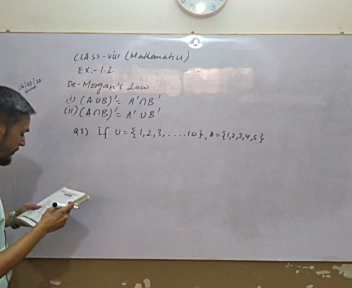 CLASS-viii (Mathematics)
Ex:- 1.2
De-Morgan's Law
(i) (A∪B)' = A'∩B'
(ii) (A∩B)' = A'∪B'
Q3) If U = {1,2,3,.....10}, A = {1,2,3,4,5}